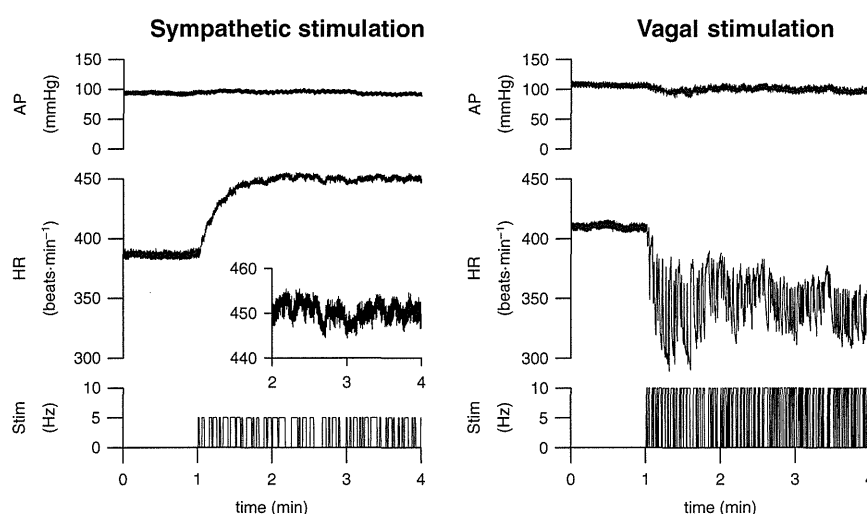 Sympathetic stimulation
Vagal stimulation
AP
(mmHg)
150
100
50
0
HR
(beats·min⁻¹)
450
400
350
300
460
450
440
2
3
4
Stim
(Hz)
10
5
0
0
1
2
3
4
time (min)
AP
(mmHg)
150
100
50
0
HR
(beats·min⁻¹)
450
400
350
300
Stim
(Hz)
10
5
0
0
1
2
3
4
time (min)